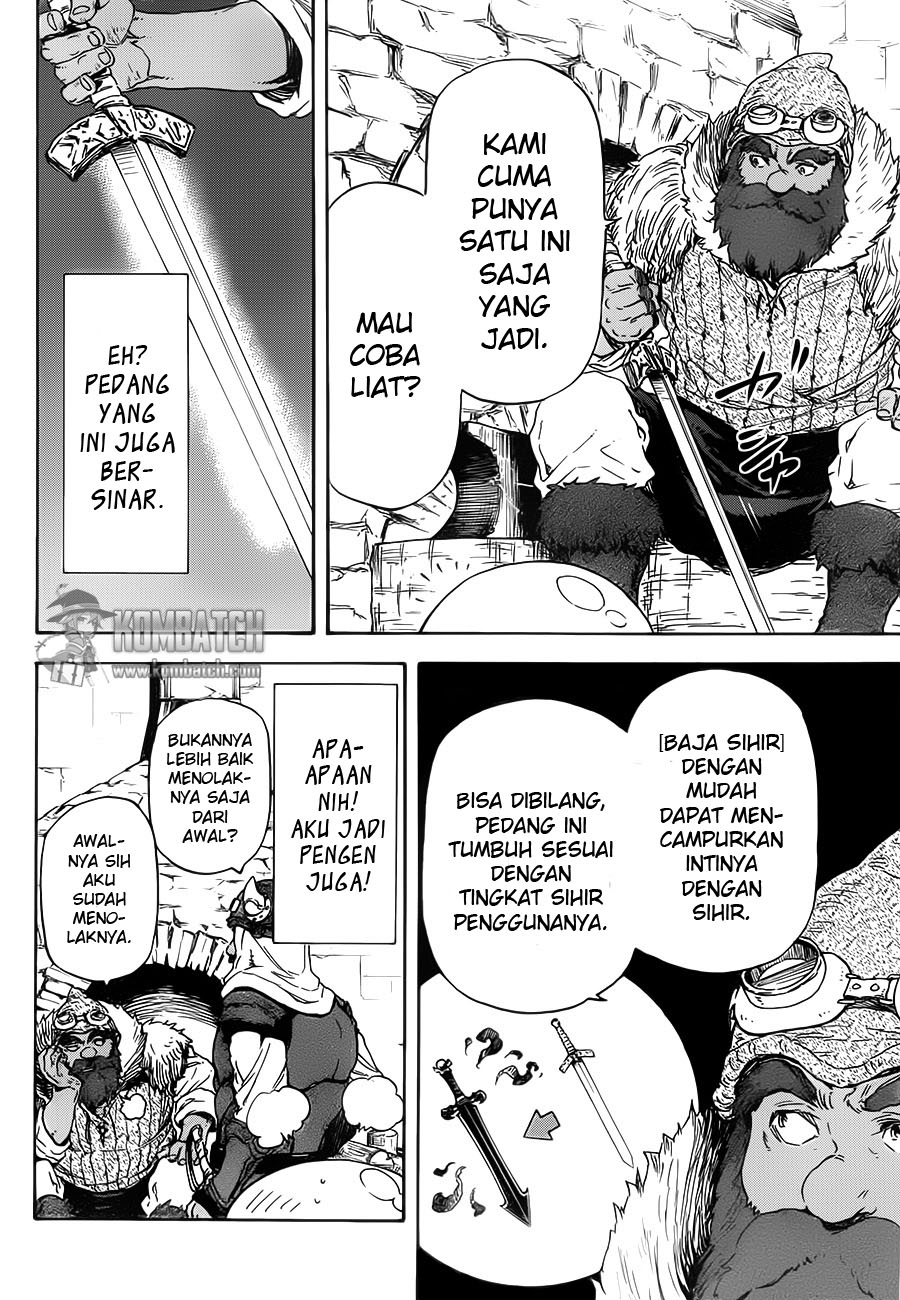 KAMI
CUMA
PUNYA
SATU INI
SAJA
YANG
JADI.
MAU
COBA
LIAT?
ガ
シャ
EH?
PEDANG
YANG
INI JUGA
BER-
SINAR.
KOMBATCH
www.kombatch.com
[BAJA SIHIR]
DENGAN
MUDAH
DAPAT MEN-
CAMPURKAN
INTINYA
DENGAN
SIHIR.
BISA DIBILANG,
PEDANG INI
TUMBUH SESUAI
DENGAN
TINGKAT SIHIR
PENGGUNANYA.
APA-
APAAN
NIH!
AKU JADI
PENGEN
JUGA!
BUKANNYA
LEBIH BAIK
MENOLAK-
NYA SAJA
DARI
AWAL?
AWAL-
NYA SIH
AKU
SUDAH
MENO-
LAKNYA.